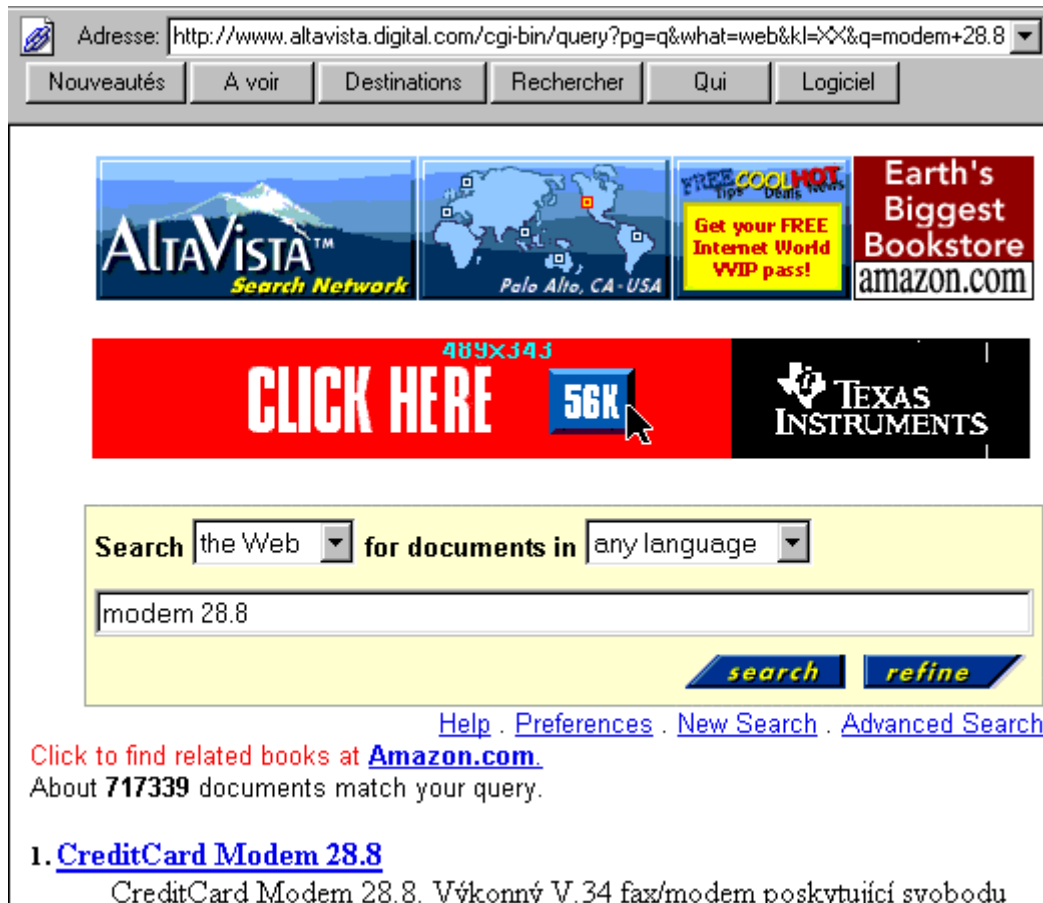 Adresse: http://www.altavista.digital.com/cgi-bin/query?pg=q&what=web&kl=XX&q=modem+28.8
Nouveautés A voir Destinations Rechercher Qui Logiciel
ALTAVISTA™
Search Network
Palo Alto, CA - USA
FREE COOL HOT
Tips Deals News
Get your FREE
Internet World
VVIP pass!
Earth's
Biggest
Bookstore
amazon.com
489x343
CLICK HERE 56K
TEXAS
INSTRUMENTS
Search the Web for documents in any language
modem 28.8
search refine
Help . Preferences . New Search . Advanced Search
Click to find related books at Amazon.com.
About 717339 documents match your query.
1. CreditCard Modem 28.8
CreditCard Modem 28.8. Výkonný V.34 fax/modem poskytující svobodu